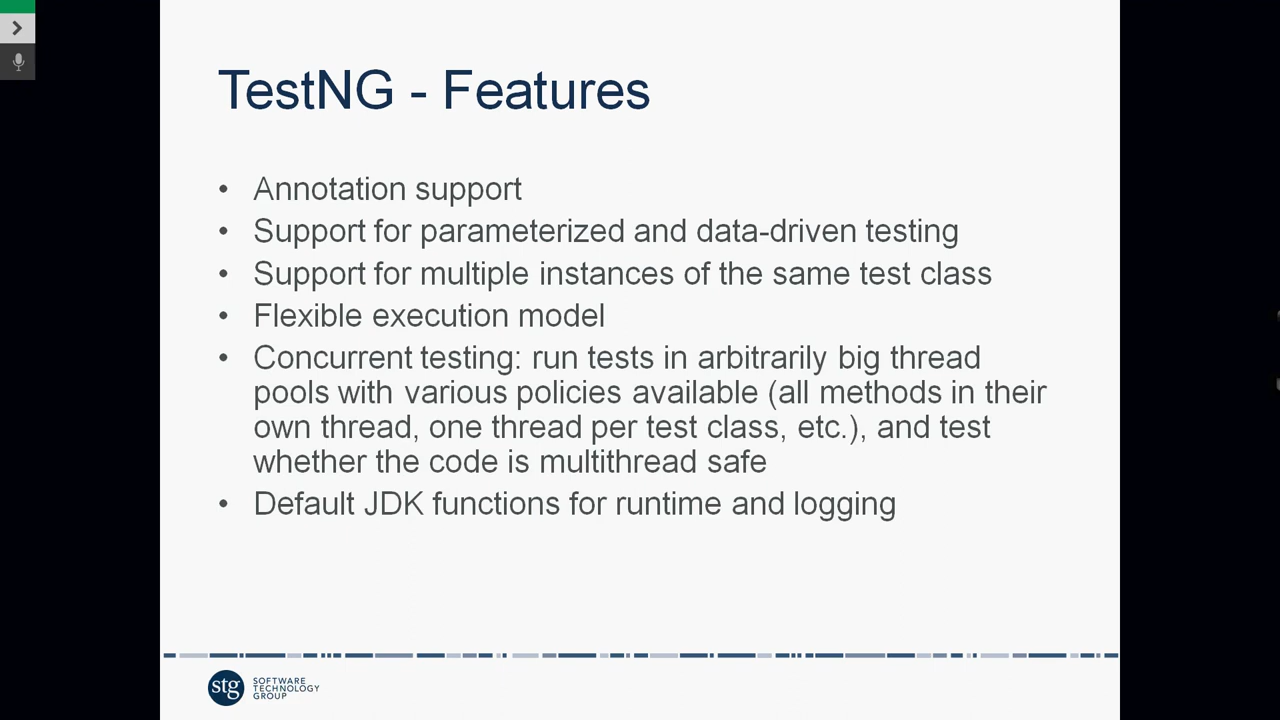 TestNG - Features
• Annotation support
• Support for parameterized and data-driven testing
• Support for multiple instances of the same test class
• Flexible execution model
• Concurrent testing: run tests in arbitrarily big thread
pools with various policies available (all methods in their
own thread, one thread per test class, etc.), and test
whether the code is multithread safe
• Default JDK functions for runtime and logging
stg
SOFTWARE
TECHNOLOGY
GROUP